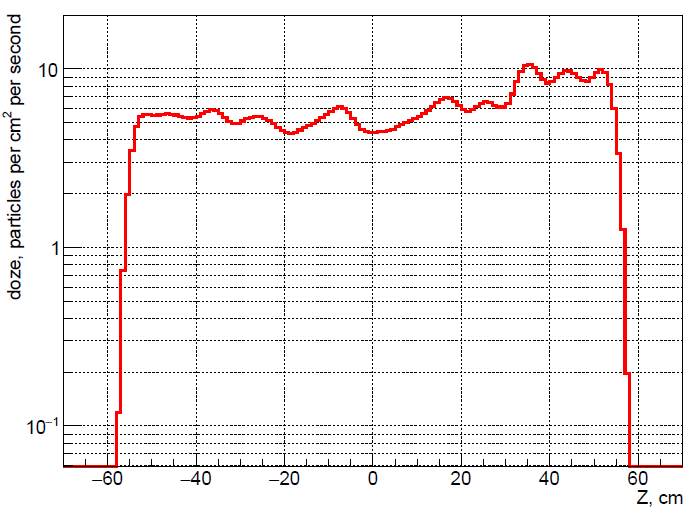 doze, particles per cm² per second
10
1
10⁻¹
−60 −40 −20 0 20 40 60
Z, cm